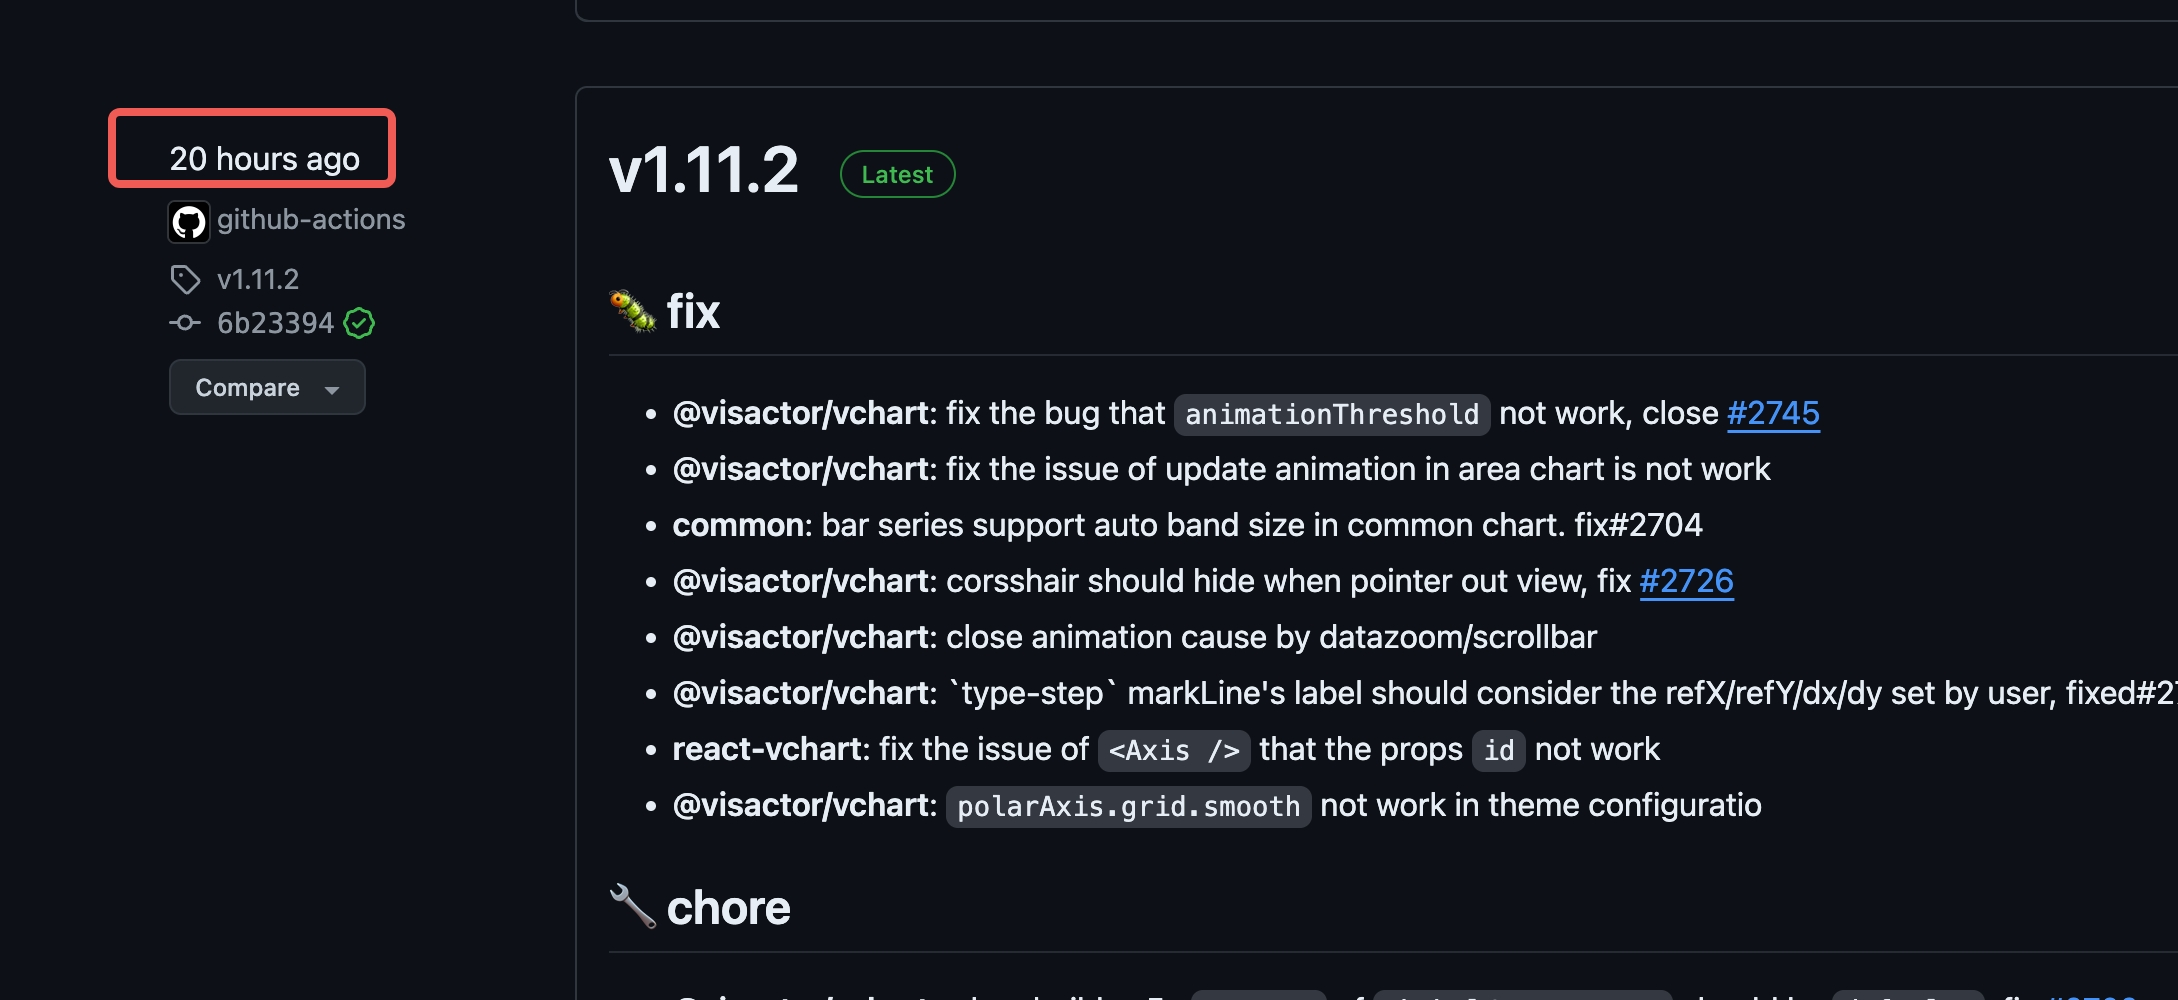 20 hours ago
github-actions
v1.11.2
6b23394
Compare
v1.11.2 Latest
🐛 fix
• @visactor/vchart: fix the bug that animationThreshold not work, close #2745
• @visactor/vchart: fix the issue of update animation in area chart is not work
• common: bar series support auto band size in common chart. fix#2704
• @visactor/vchart: corsshair should hide when pointer out view, fix #2726
• @visactor/vchart: close animation cause by datazoom/scrollbar
• @visactor/vchart: `type-step` markLine's label should consider the refX/refY/dx/dy set by user, fixed#2
• react-vchart: fix the issue of <Axis /> that the props id not work
• @visactor/vchart: polarAxis.grid.smooth not work in theme configuratio
🔧 chore